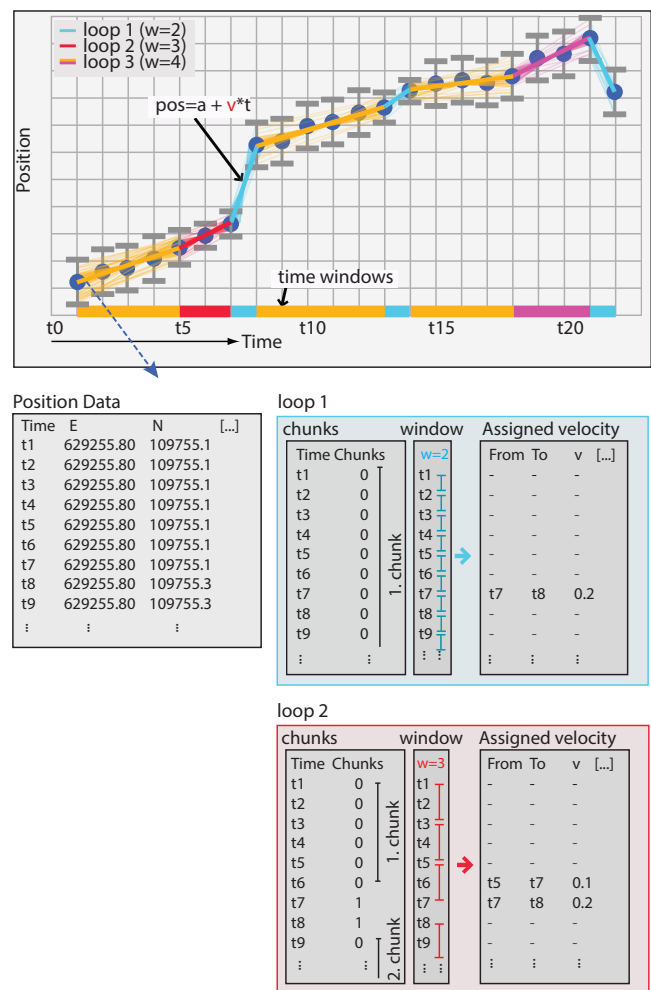 loop 1 (w=2)
loop 2 (w=3)
loop 3 (w=4)
pos=a + v*t
Position
time windows
t0 t5 t10 t15 t20
Time
Position Data
Time E N [...]
t1 629255.80 109755.1
t2 629255.80 109755.1
t3 629255.80 109755.1
t4 629255.80 109755.1
t5 629255.80 109755.1
t6 629255.80 109755.1
t7 629255.80 109755.1
t8 629255.80 109755.3
t9 629255.80 109755.3
⋮ ⋮ ⋮
loop 1
chunks window Assigned velocity
Time Chunks w=2 From To v [...]
t1 0 t1 - - -
t2 0 t2 - - -
t3 0 t3 - - -
t4 0 t4 - - -
t5 0 t5 - - -
t6 0 t6 - - -
t7 0 t7 t7 t8 0.2
t8 0 t8 - - -
t9 0 t9 - - -
⋮ ⋮ ⋮ ⋮ ⋮ ⋮ ⋮
1. chunk
loop 2
chunks window Assigned velocity
Time Chunks w=3 From To v [...]
t1 0 t1 - - -
t2 0 t2 - - -
t3 0 t3 - - -
t4 0 t4 - - -
t5 0 t5 - - -
t6 0 t6 t5 t7 0.1
t7 1 t7 t7 t8 0.2
t8 1 t8 - - -
t9 0 t9 - - -
⋮ ⋮ ⋮ ⋮ ⋮ ⋮ ⋮
1. chunk
2. chunk